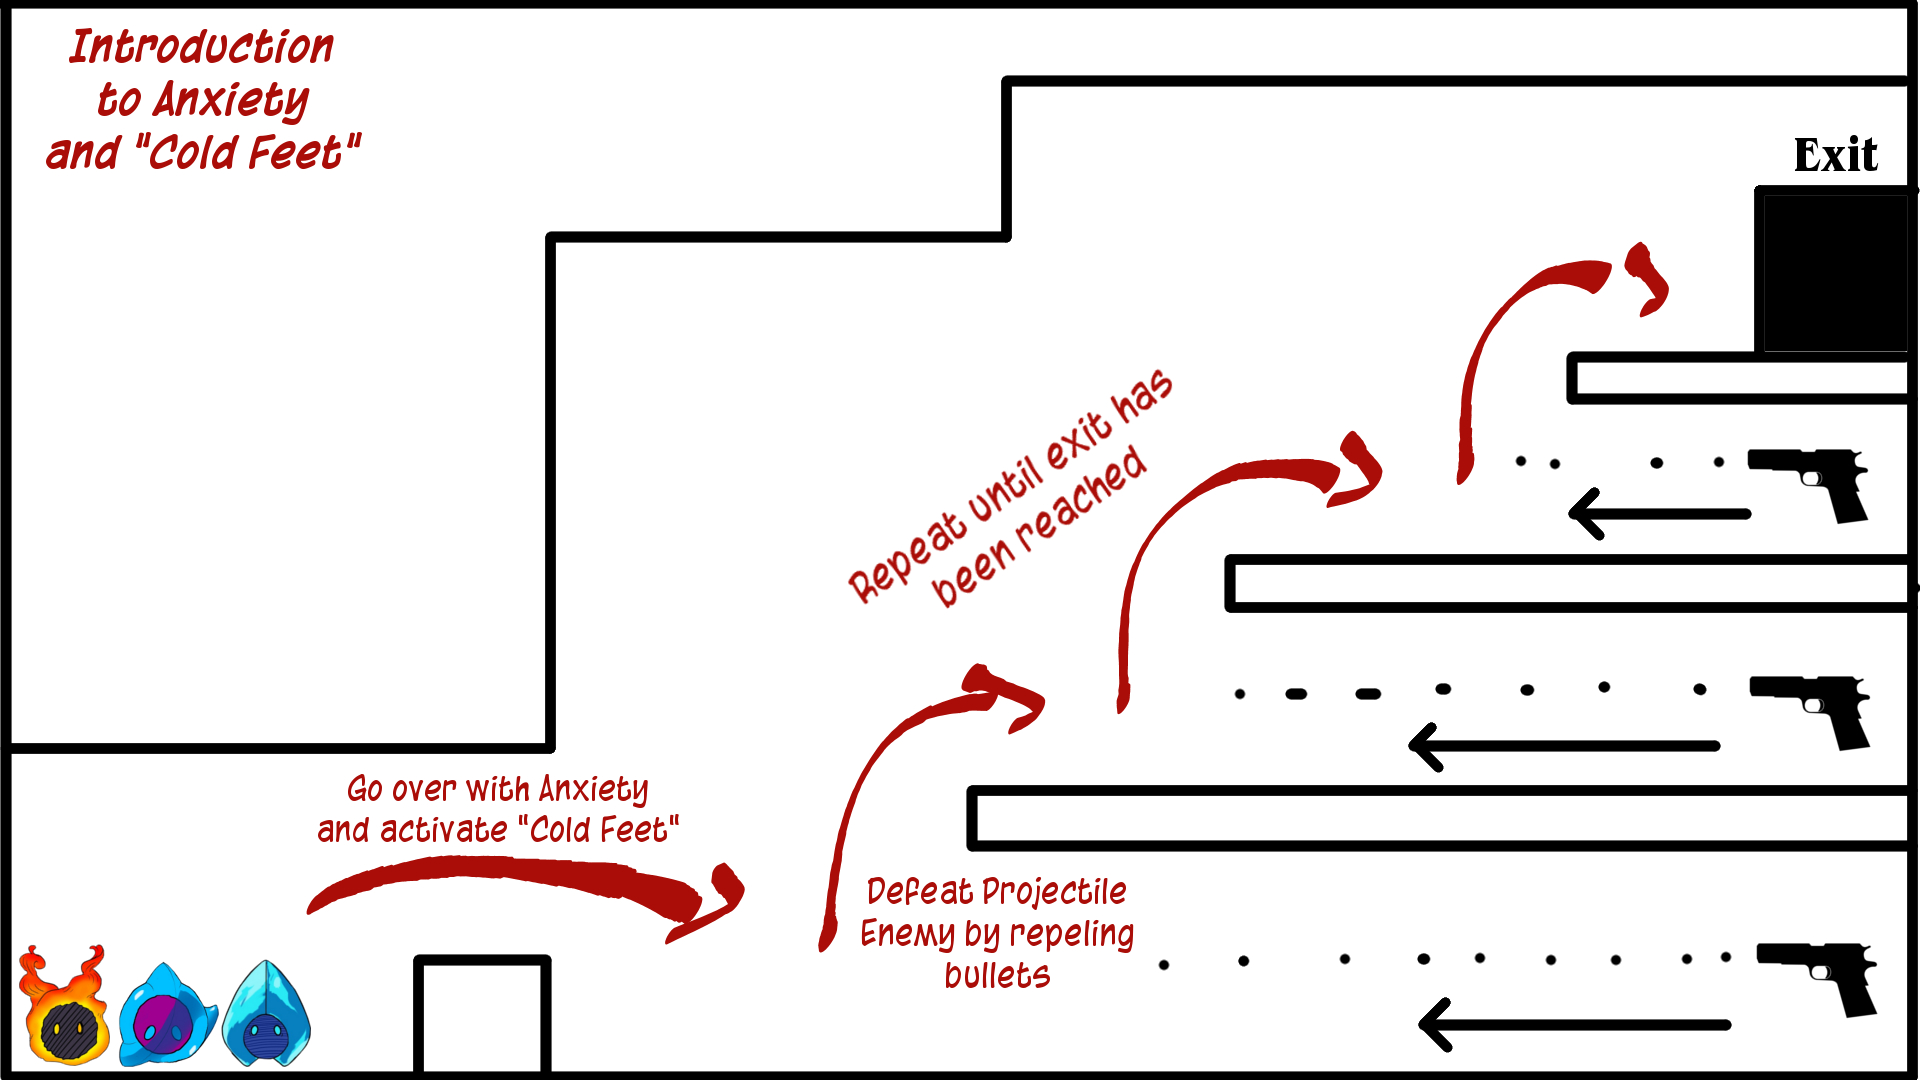 Introduction
to Anxiety
and "Cold Feet"
Exit
Repeat until exit has
been reached
Go over with Anxiety
and activate "Cold Feet"
Defeat Projectile
Enemy by repeling
bullets